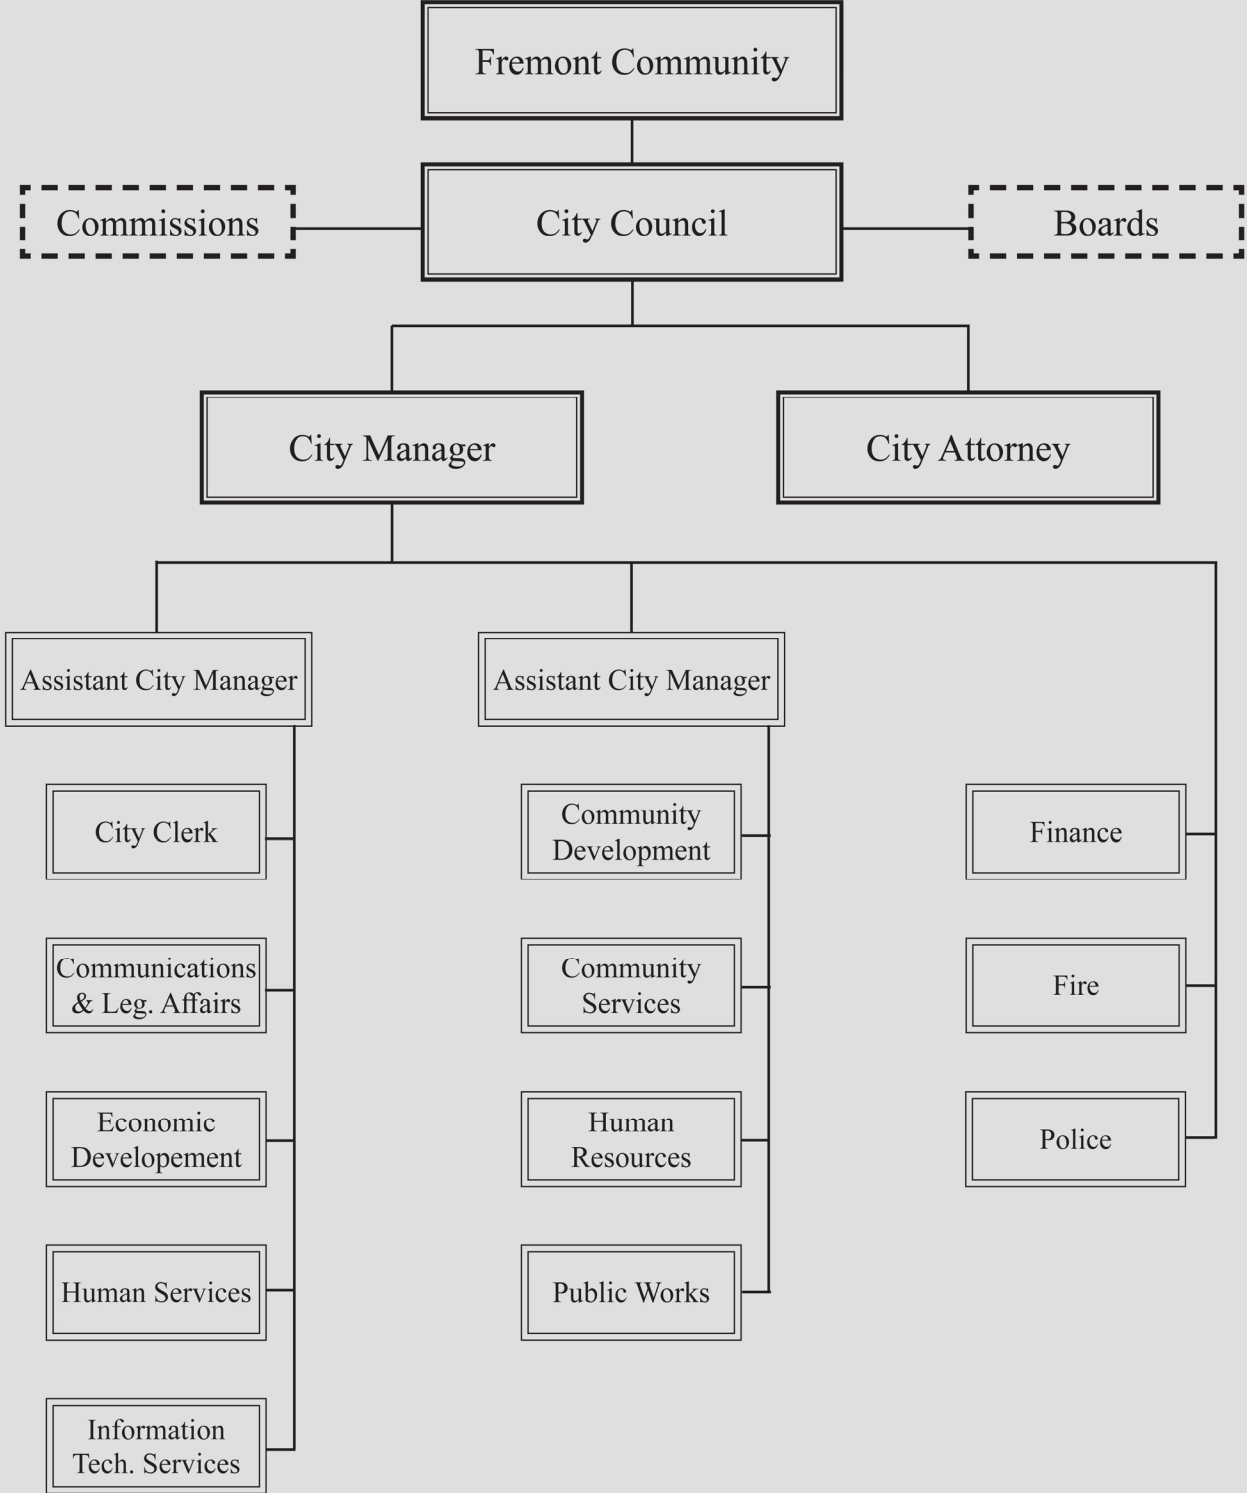 Fremont Community
Commissions
City Council
Boards
City Manager
City Attorney
Assistant City Manager
Assistant City Manager
City Clerk
Community
Development
Finance
Communications
& Leg. Affairs
Community
Services
Fire
Economic
Developement
Human
Resources
Police
Human Services
Public Works
Information
Tech. Services